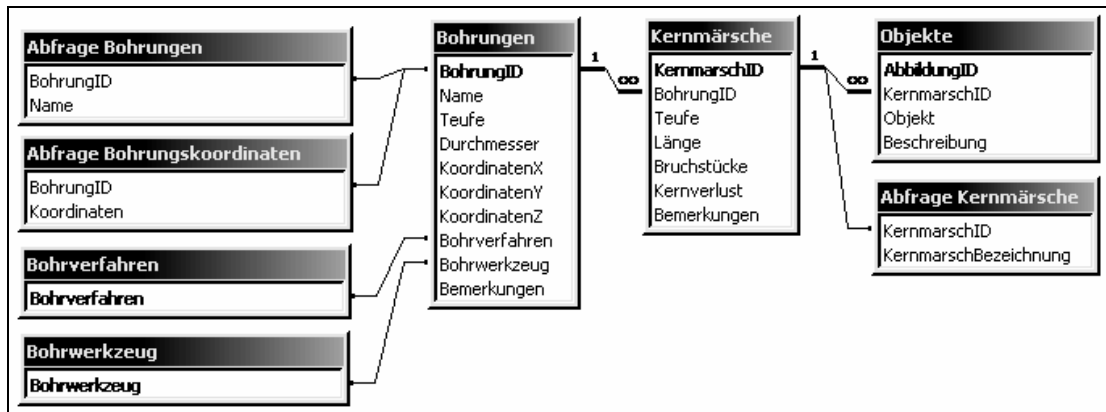 Abfrage Bohrungen
BohrungID
Name
Abfrage Bohrungskoordinaten
BohrungID
Koordinaten
Bohrverfahren
Bohrverfahren
Bohrwerkzeug
Bohrwerkzeug
Bohrungen
BohrungID
Name
Teufe
Durchmesser
KoordinatenX
KoordinatenY
KoordinatenZ
Bohrverfahren
Bohrwerkzeug
Bemerkungen
1
∞
Kernmärsche
KernmarschID
BohrungID
Teufe
Länge
Bruchstücke
Kernverlust
Bemerkungen
1
∞
Objekte
AbbildungID
KernmarschID
Objekt
Beschreibung
Abfrage Kernmärsche
KernmarschID
KernmarschBezeichnung